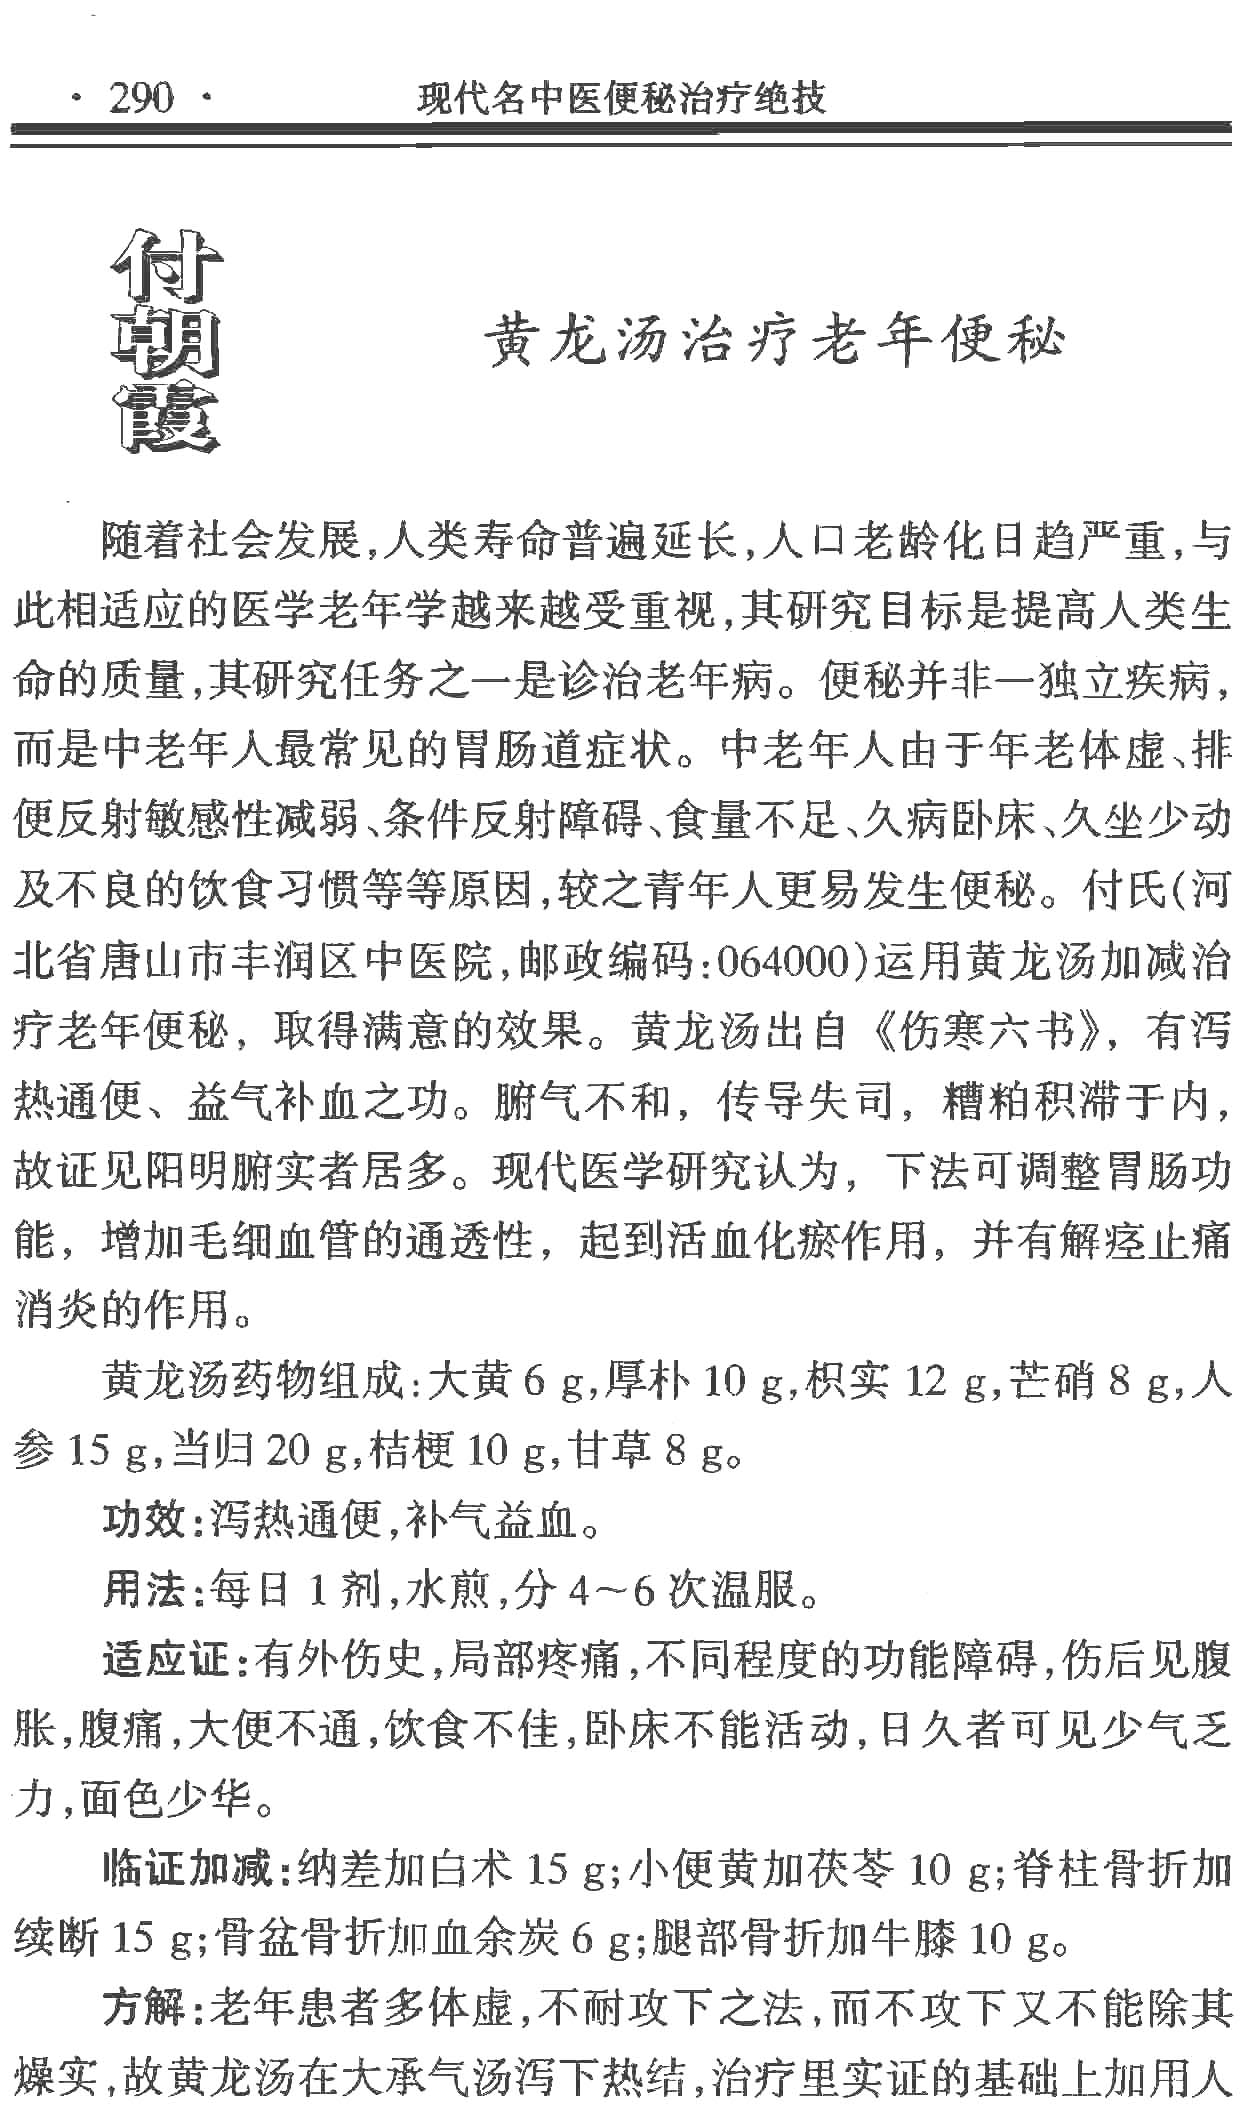 · 290 ·
现代名中医便秘治疗绝技
付朝霞
黄龙汤治疗老年便秘
随着社会发展,人类寿命普遍延长,人口老龄化日趋严重,与
此相适应的医学老年学越来越受重视,其研究目标是提高人类生
命的质量,其研究任务之一是诊治老年病。便秘并非一独立疾病,
而是中老年人最常见的胃肠道症状。中老年人由于年老体虚、排
便反射敏感性减弱、条件反射障碍、食量不足、久病卧床、久坐少动
及不良的饮食习惯等等原因,较之青年人更易发生便秘。付氏(河
北省唐山市丰润区中医院,邮政编码:064000)运用黄龙汤加减治
疗老年便秘，取得满意的效果。黄龙汤出自《伤寒六书》，有泻
热通便、益气补血之功。腑气不和，传导失司，糟粕积滞于内，
故证见阳明腑实者居多。现代医学研究认为，下法可调整胃肠功
能，增加毛细血管的通透性，起到活血化瘀作用，并有解痉止痛
消炎的作用。
黄龙汤药物组成:大黄 6 g,厚朴 10 g,枳实 12 g,芒硝 8 g,人
参 15 g,当归 20 g,桔梗 10 g,甘草 8 g。
功效:泻热通便,补气益血。
用法:每日 1 剂,水煎,分 4～6 次温服。
适应证:有外伤史,局部疼痛,不同程度的功能障碍,伤后见腹
胀,腹痛,大便不通,饮食不佳,卧床不能活动,日久者可见少气乏
力,面色少华。
临证加减:纳差加白术 15 g;小便黄加茯苓 10 g;脊柱骨折加
续断 15 g;骨盆骨折加血余炭 6 g;腿部骨折加牛膝 10 g。
方解:老年患者多体虚,不耐攻下之法,而不攻下又不能除其
燥实,故黄龙汤在大承气汤泻下热结,治疗里实证的基础上加用人